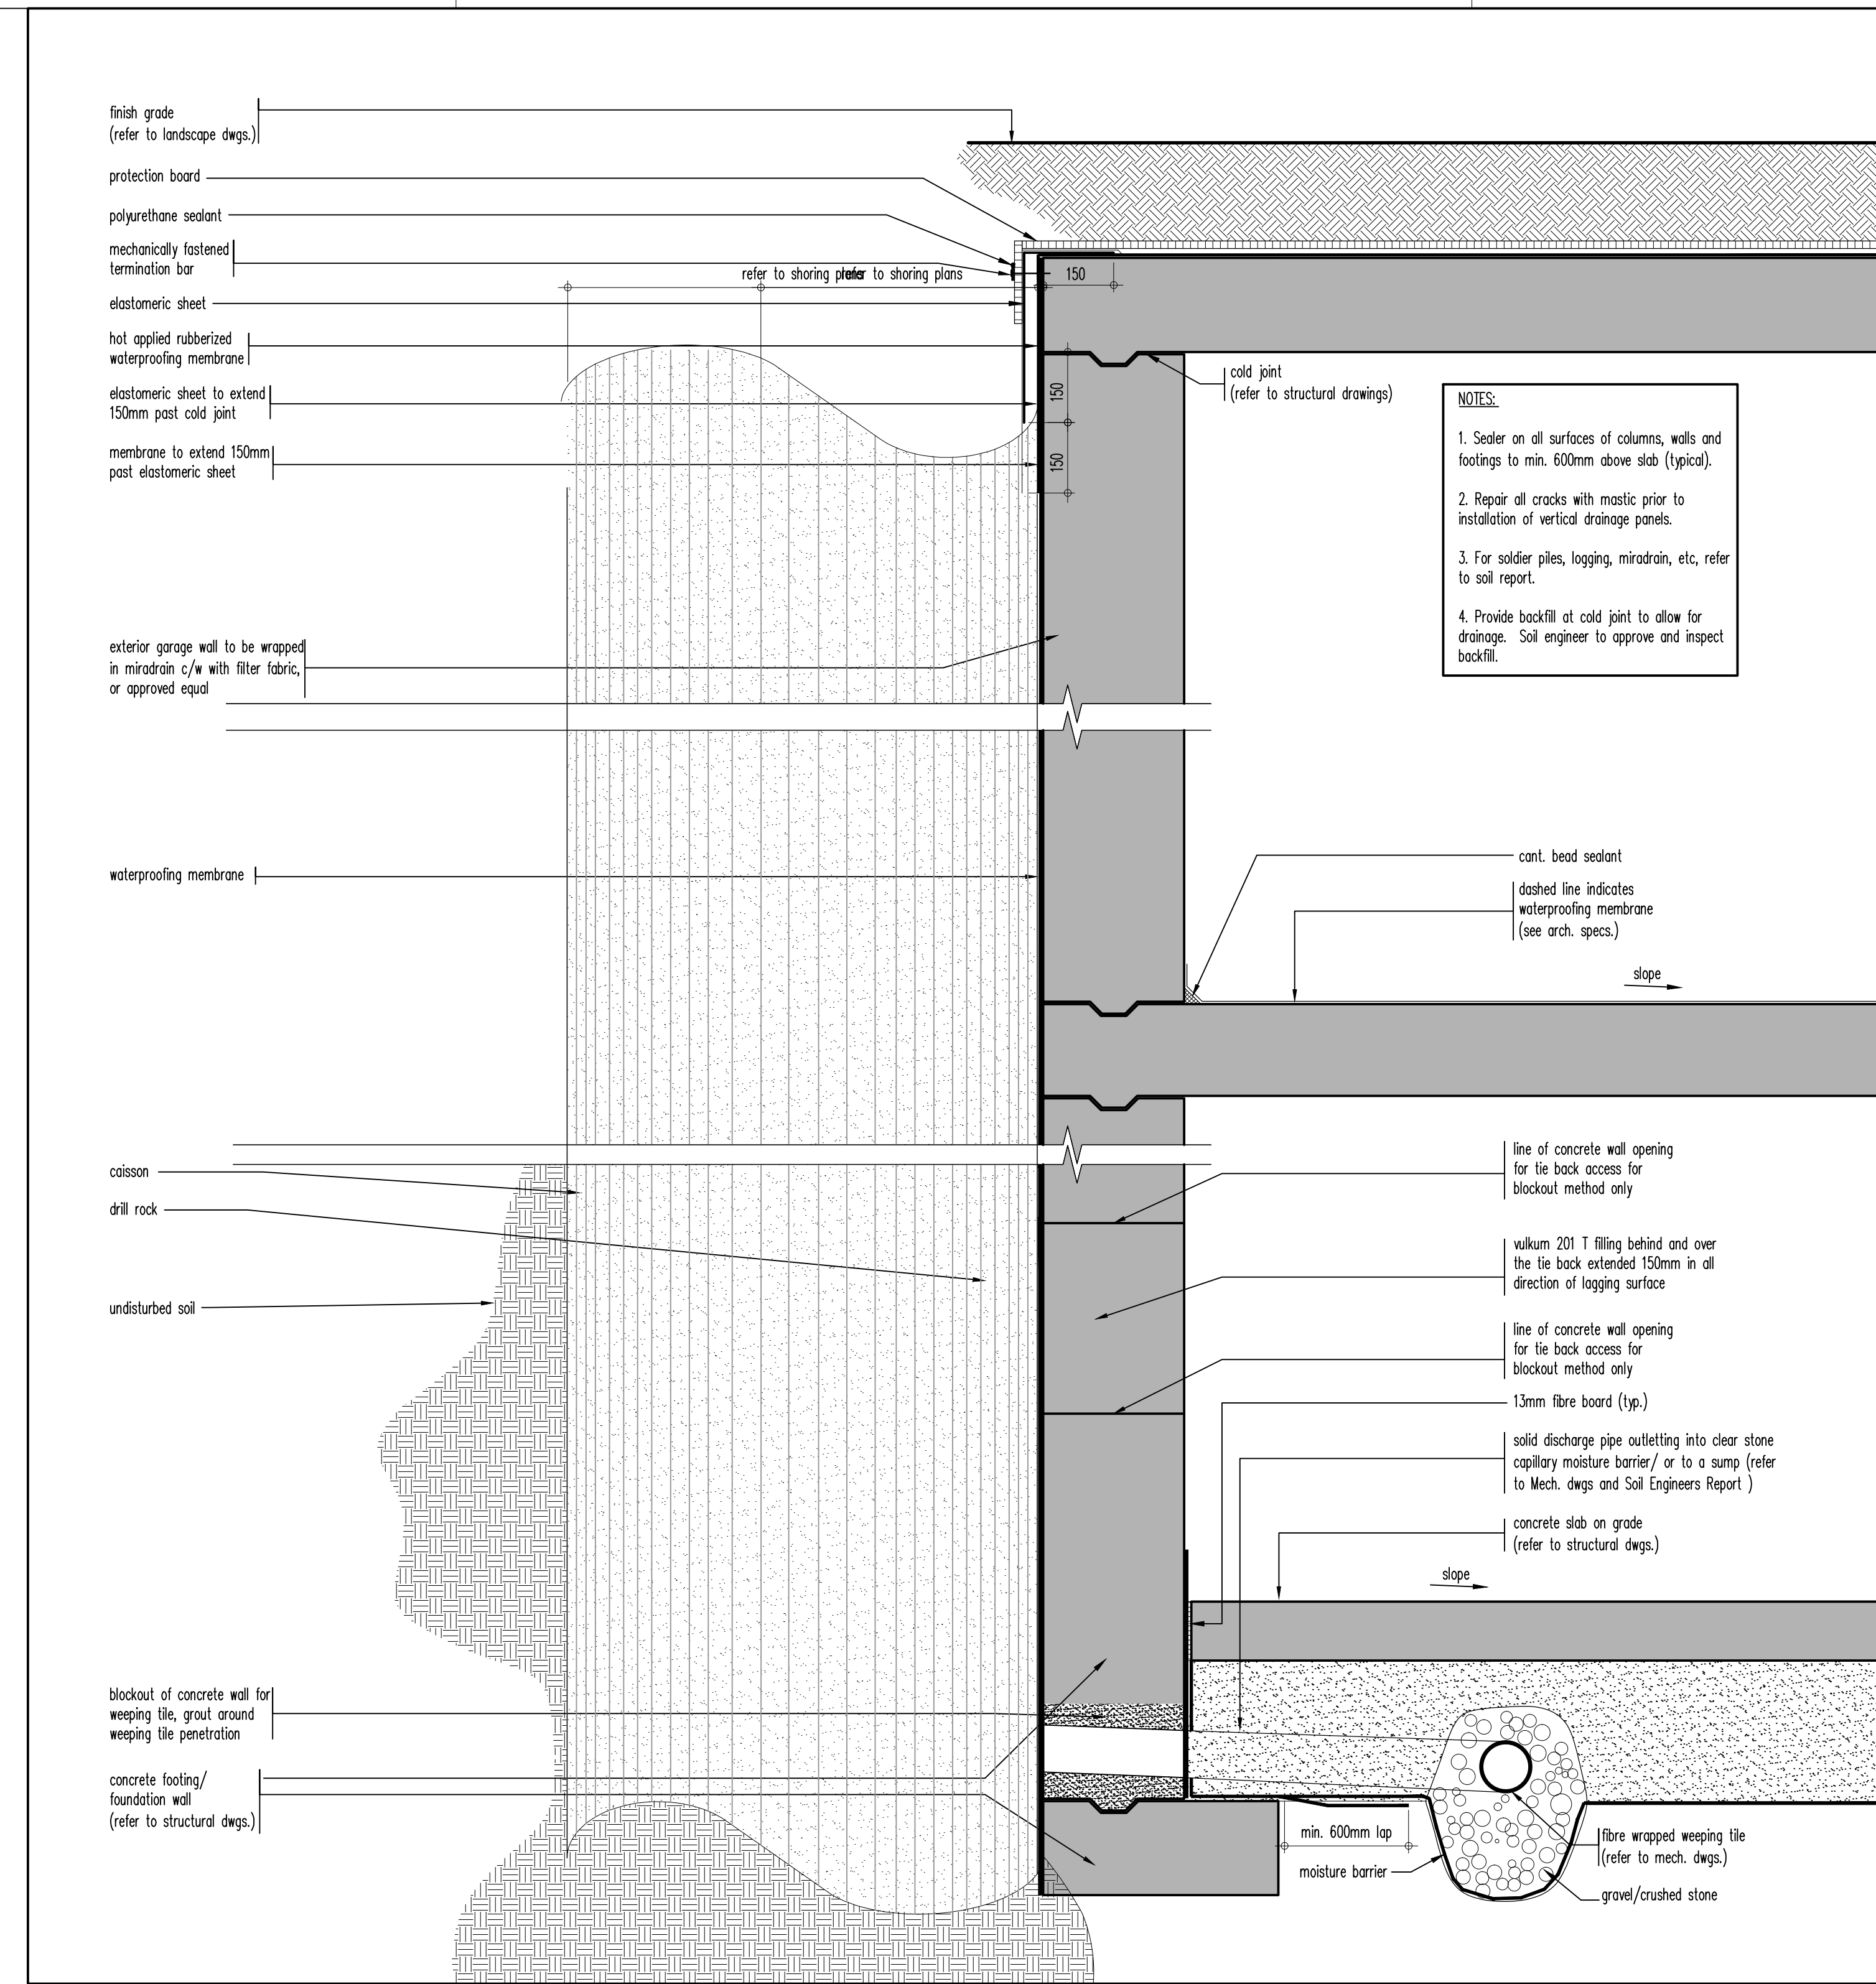 finish grade
(refer to landscape dwgs.)
protection board
polyurethane sealant
mechanically fastened
termination bar
elastomeric sheet
hot applied rubberized
waterproofing membrane
elastomeric sheet to extend
150mm past cold joint
membrane to extend 150mm
past elastomeric sheet
exterior garage wall to be wrapped
in miradrain c/w with filter fabric,
or approved equal
waterproofing membrane
caisson
drill rock
undisturbed soil
blockout of concrete wall for
weeping tile, grout around
weeping tile penetration
concrete footing/
foundation wall
(refer to structural dwgs.)
refer to shoring plans
refer to shoring plans
150
150
150
cold joint
(refer to structural drawings)
NOTES:
1. Sealer on all surfaces of columns, walls and
footings to min. 600mm above slab (typical).
2. Repair all cracks with mastic prior to
installation of vertical drainage panels.
3. For soldier piles, logging, miradrain, etc, refer
to soil report.
4. Provide backfill at cold joint to allow for
drainage. Soil engineer to approve and inspect
backfill.
cant. bead sealant
dashed line indicates
waterproofing membrane
(see arch. specs.)
slope
line of concrete wall opening
for tie back access for
blockout method only
vulkum 201 T filling behind and over
the tie back extended 150mm in all
direction of lagging surface
line of concrete wall opening
for tie back access for
blockout method only
13mm fibre board (typ.)
solid discharge pipe outletting into clear stone
capillary moisture barrier/ or to a sump (refer
to Mech. dwgs and Soil Engineers Report )
concrete slab on grade
(refer to structural dwgs.)
slope
min. 600mm lap
moisture barrier
fibre wrapped weeping tile
(refer to mech. dwgs.)
gravel/crushed stone